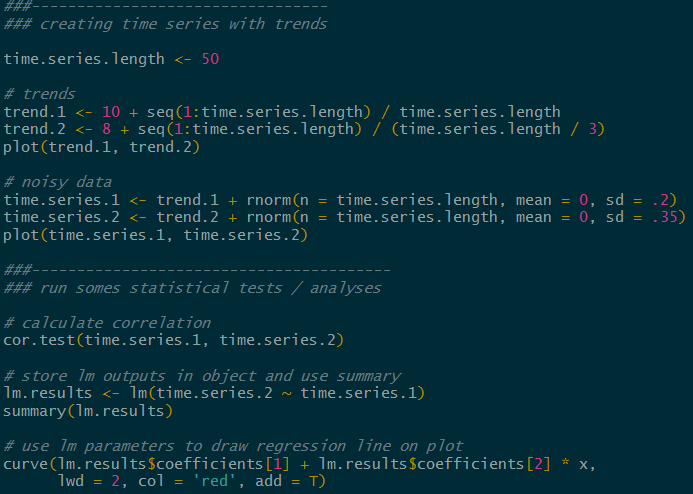 ###---------------------------------
### creating time series with trends
time.series.length <- 50
# trends
trend.1 <- 10 + seq(1:time.series.length) / time.series.length
trend.2 <- 8 + seq(1:time.series.length) / (time.series.length / 3)
plot(trend.1, trend.2)
# noisy data
time.series.1 <- trend.1 + rnorm(n = time.series.length, mean = 0, sd = .2)
time.series.2 <- trend.2 + rnorm(n = time.series.length, mean = 0, sd = .35)
plot(time.series.1, time.series.2)
###----------------------------------------
### run somes statistical tests / analyses
# calculate correlation
cor.test(time.series.1, time.series.2)
# store lm outputs in object and use summary
lm.results <- lm(time.series.2 ~ time.series.1)
summary(lm.results)
# use lm parameters to draw regression line on plot
curve(lm.results$coefficients[1] + lm.results$coefficients[2] * x,
lwd = 2, col = 'red', add = T)